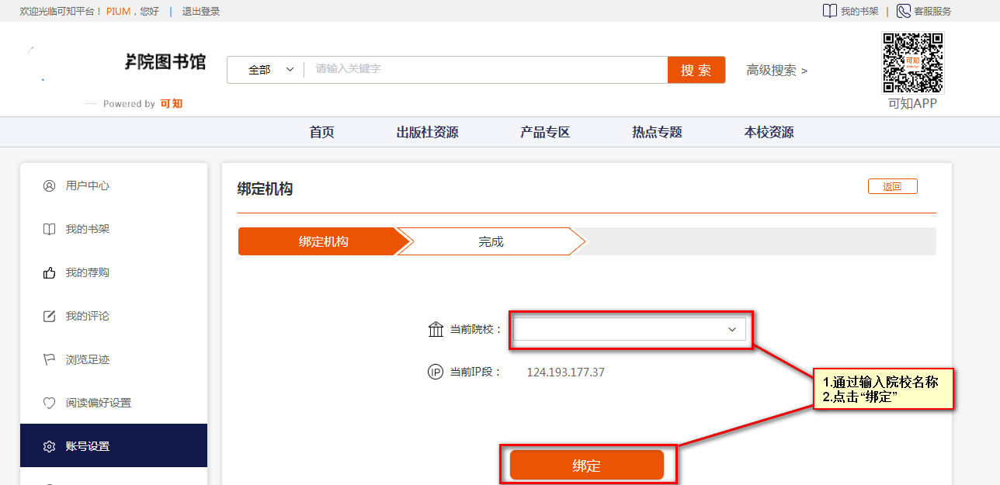 欢迎光临可知平台！ PIUM，您好 | 退出登录
我的书架 | 客服服务
院图书馆
全部 请输入关键字 搜 索 高级搜索 >
可知
Powered by 可知
可知APP
首页 出版社资源 产品专区 热点专题 本校资源
用户中心
我的书架
我的荐购
我的评论
浏览足迹
阅读偏好设置
账号设置
绑定机构
返回
绑定机构 完成
当前院校：
IP 当前IP段： 124.193.177.37
1.通过输入院校名称
2.点击“绑定”
绑定